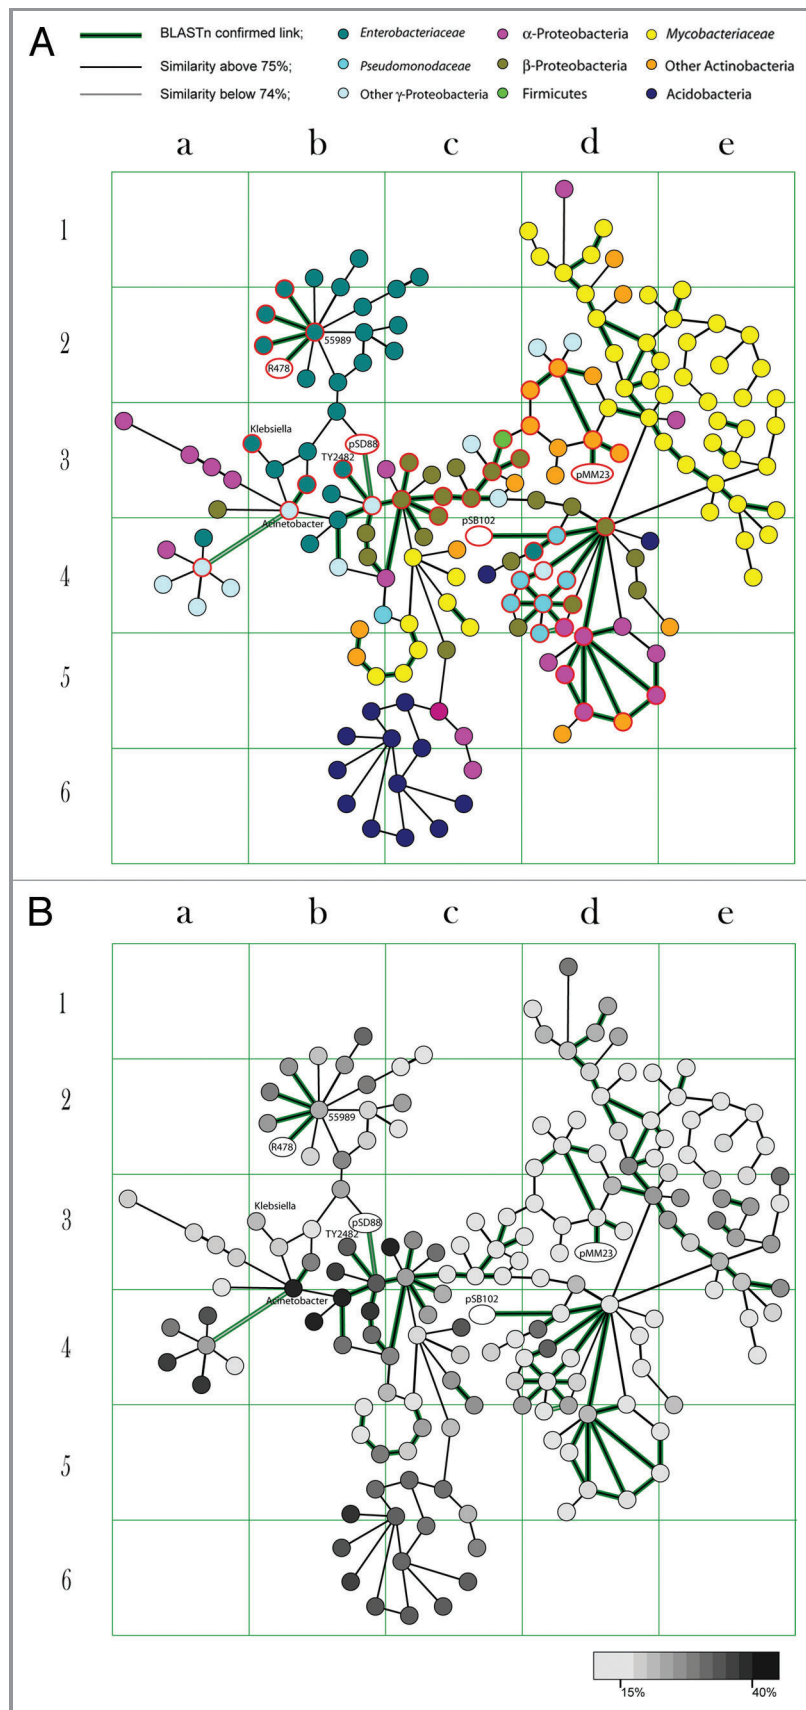 A
BLASTn confirmed link;
Enterobacteriaceae
α-Proteobacteria
Mycobacteriaceae
Similarity above 75%;
Pseudomonodaceae
β-Proteobacteria
Other Actinobacteria
Similarity below 74%;
Other γ-Proteobacteria
Firmicutes
Acidobacteria
a b c d e
1
2
55989
R478
3
Klebsiella
pSD88
TY2482
pMM23
Acinetobacter
pSB102
4
5
6
B
a b c d e
1
2
55989
R478
3
Klebsiella
pSD88
TY2482
pMM23
Acinetobacter
pSB102
4
5
6
15% 40%